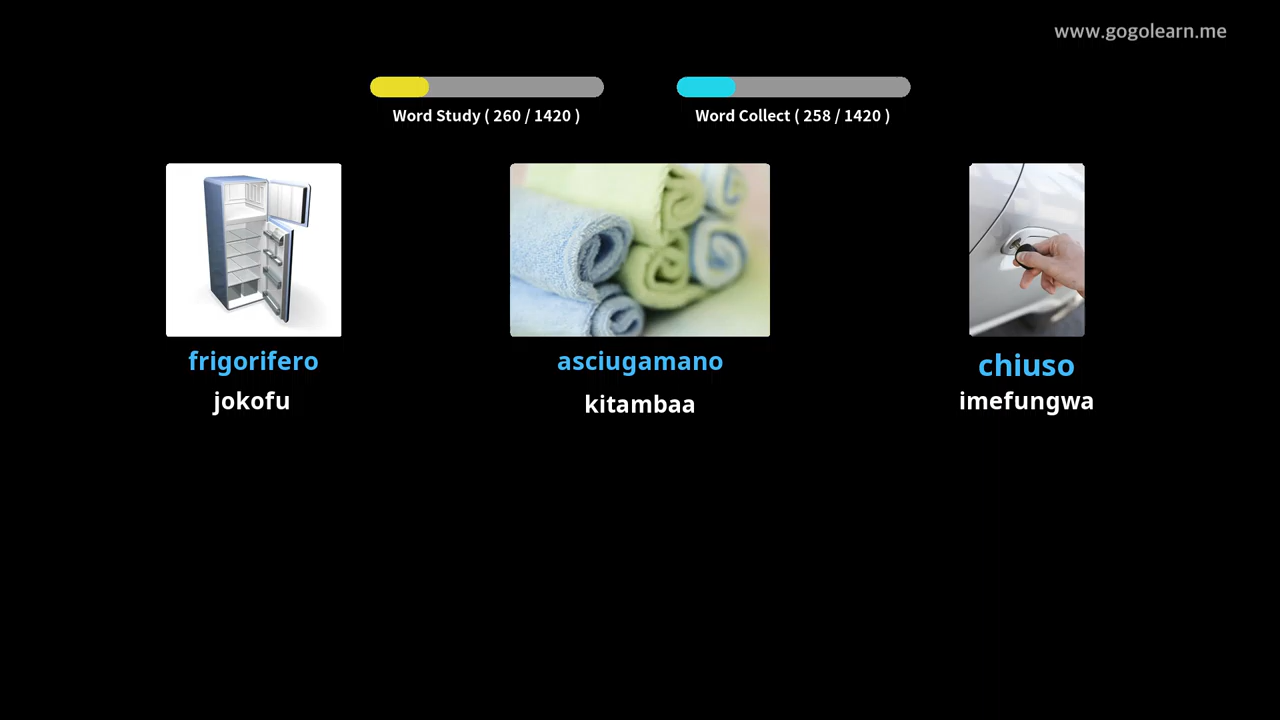 www.gogolearn.me
Word Study ( 260 / 1420 )
Word Collect ( 258 / 1420 )
frigorifero
jokofu
asciugamano
kitambaa
chiuso
imefungwa